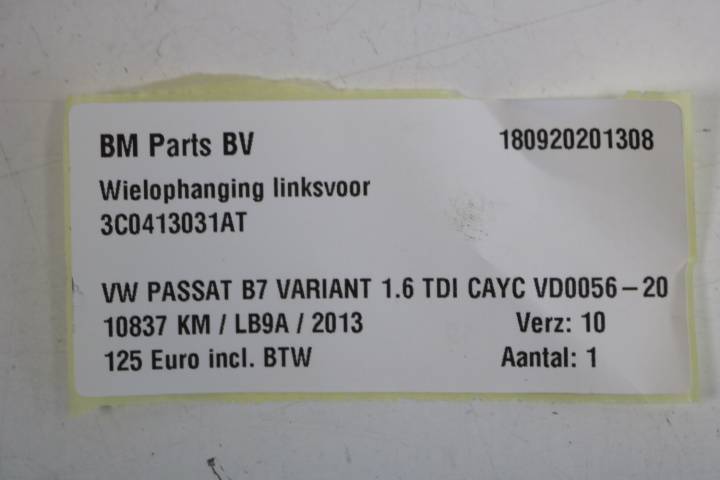 BM Parts BV 180920201308
Wielophanging linksvoor
3C0413031AT
VW PASSAT B7 VARIANT 1.6 TDI CAYC VD0056-20
10837 KM / LB9A / 2013 Verz: 10
125 Euro incl. BTW Aantal: 1